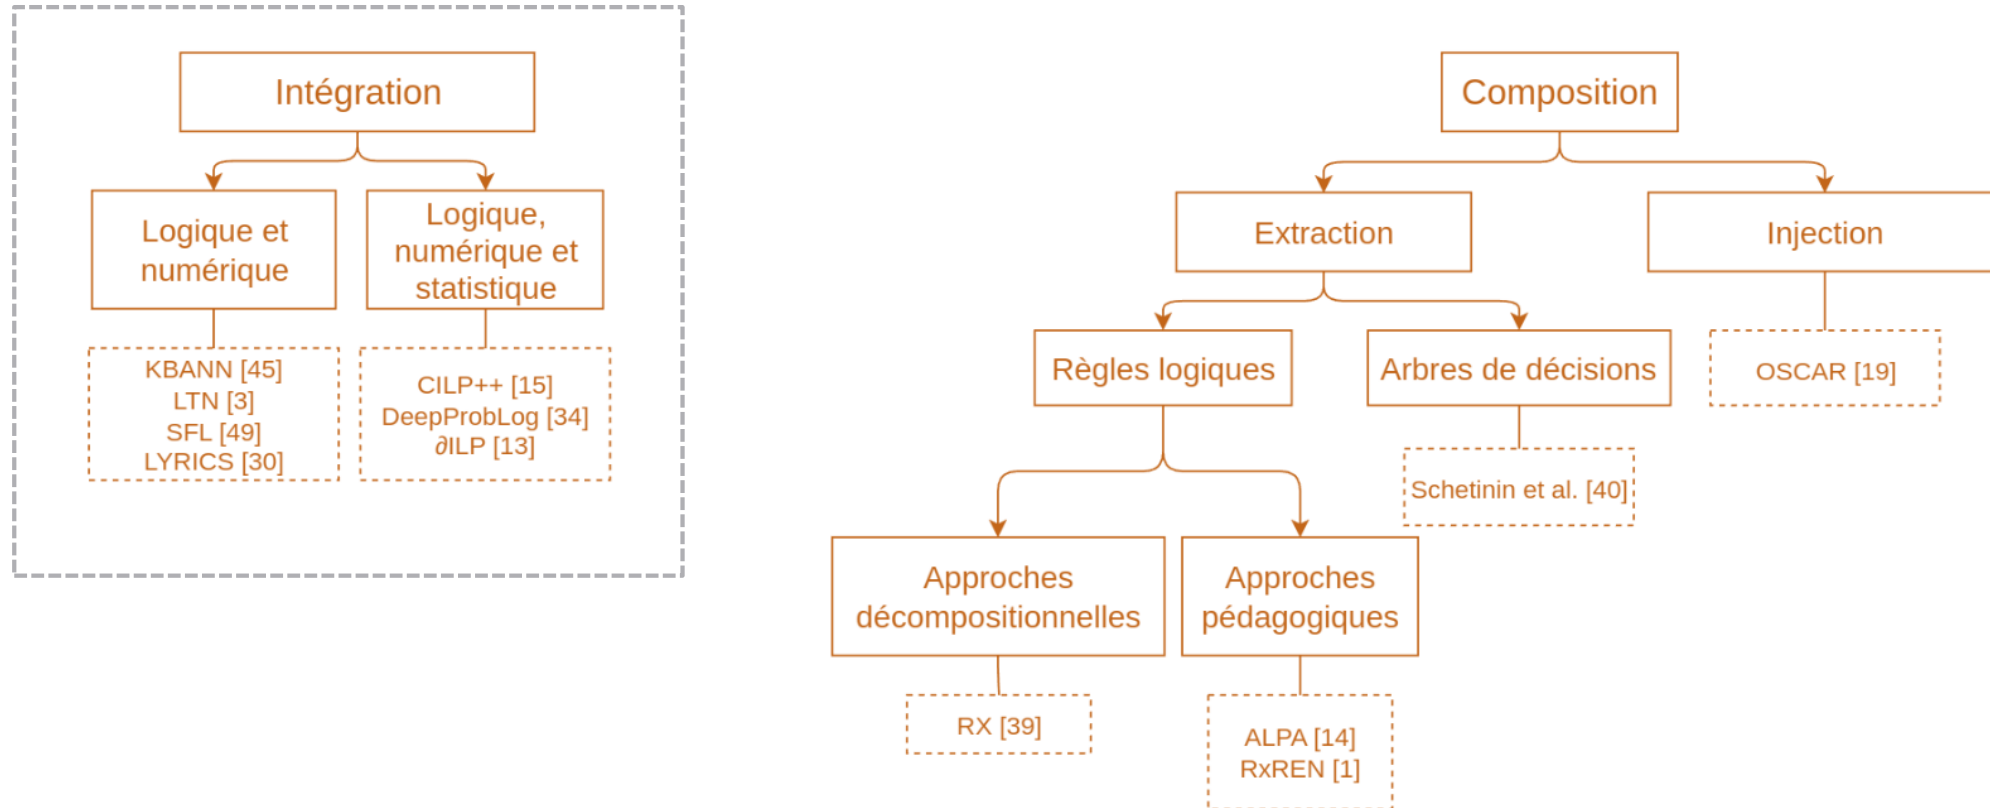 Intégration
Logique et
numérique
Logique,
numérique et
statistique
KBANN [45]
LTN [3]
SFL [49]
LYRICS [30]
CILP++ [15]
DeepProbLog [34]
∂ILP [13]
Composition
Extraction
Injection
Règles logiques
Arbres de décisions
OSCAR [19]
Schetinin et al. [40]
Approches
décompositionnelles
Approches
pédagogiques
RX [39]
ALPA [14]
RxREN [1]